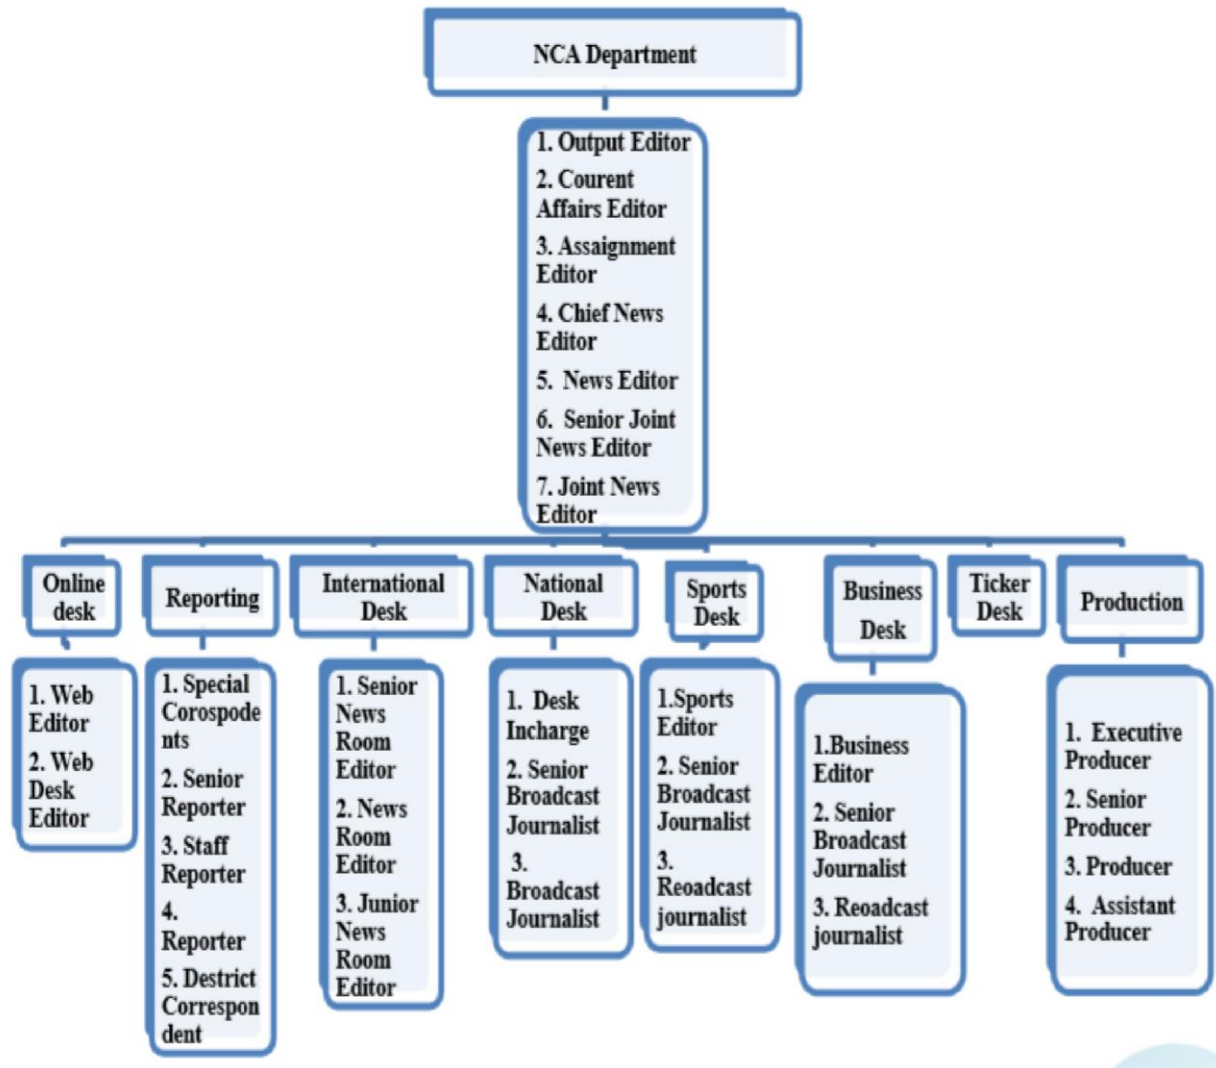 NCA Department
1. Output Editor
2. Courent
Affairs Editor
3. Assaignment
Editor
4. Chief News
Editor
5. News Editor
6. Senior Joint
News Editor
7. Joint News
Editor
Online
desk
1. Web
Editor
2. Web
Desk
Editor
Reporting
1. Special
Corospode
nts
2. Senior
Reporter
3. Staff
Reporter
4.
Reporter
5. Destrict
Correspon
dent
International
Desk
1. Senior
News
Room
Editor
2. News
Room
Editor
3. Junior
News
Room
Editor
National
Desk
1. Desk
Incharge
2. Senior
Broadcast
Journalist
3.
Broadcast
Journalist
Sports
Desk
1.Sports
Editor
2. Senior
Broadcast
Journalist
3.
Reoadcast
journalist
Business
Desk
1.Business
Editor
2. Senior
Broadcast
Journalist
3. Reoadcast
journalist
Ticker
Desk
Production
1. Executive
Producer
2. Senior
Producer
3. Producer
4. Assistant
Producer